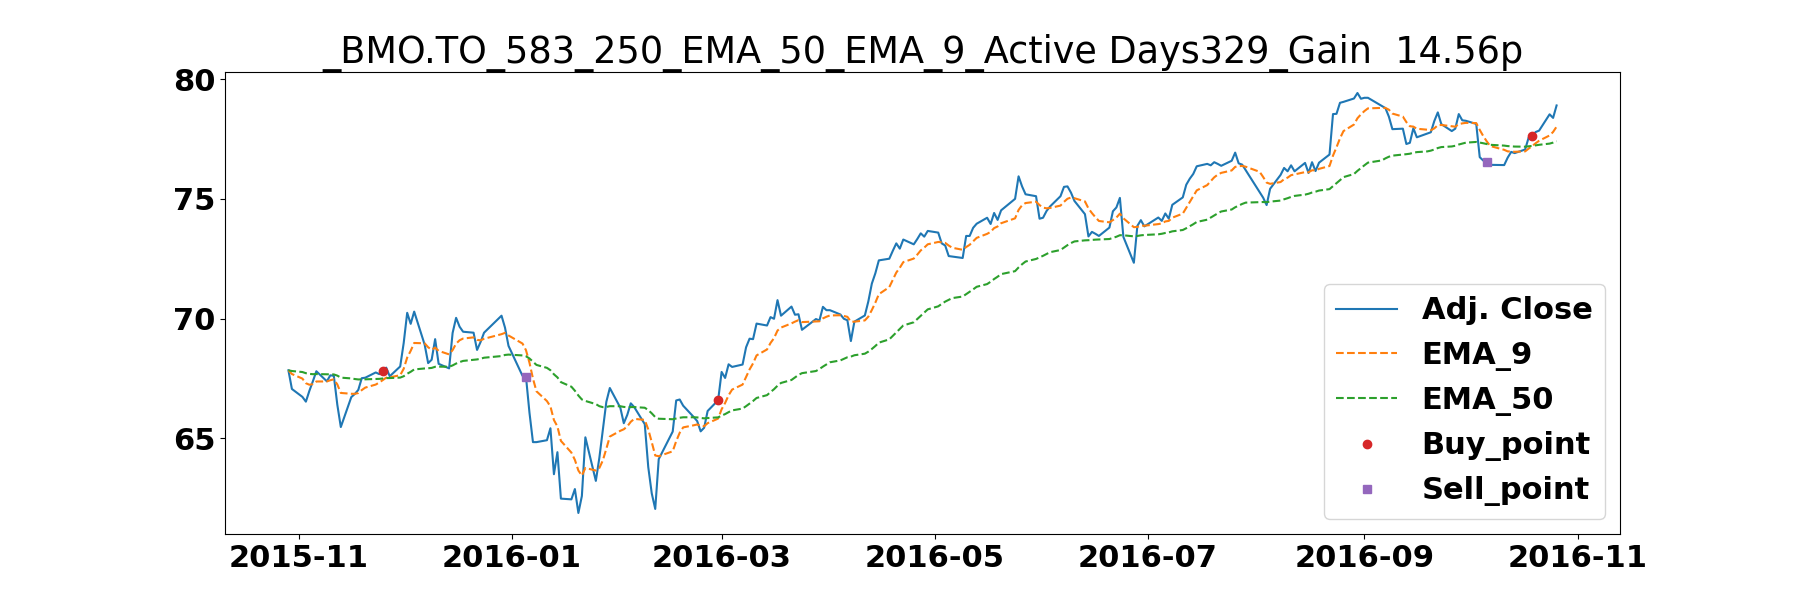 _BMO.TO_583_250_EMA_50_EMA_9_Active Days329_Gain  14.56p
80
75
70
65
Adj. Close
EMA_9
EMA_50
Buy_point
Sell_point
2015-11 2016-01 2016-03 2016-05 2016-07 2016-09 2016-11